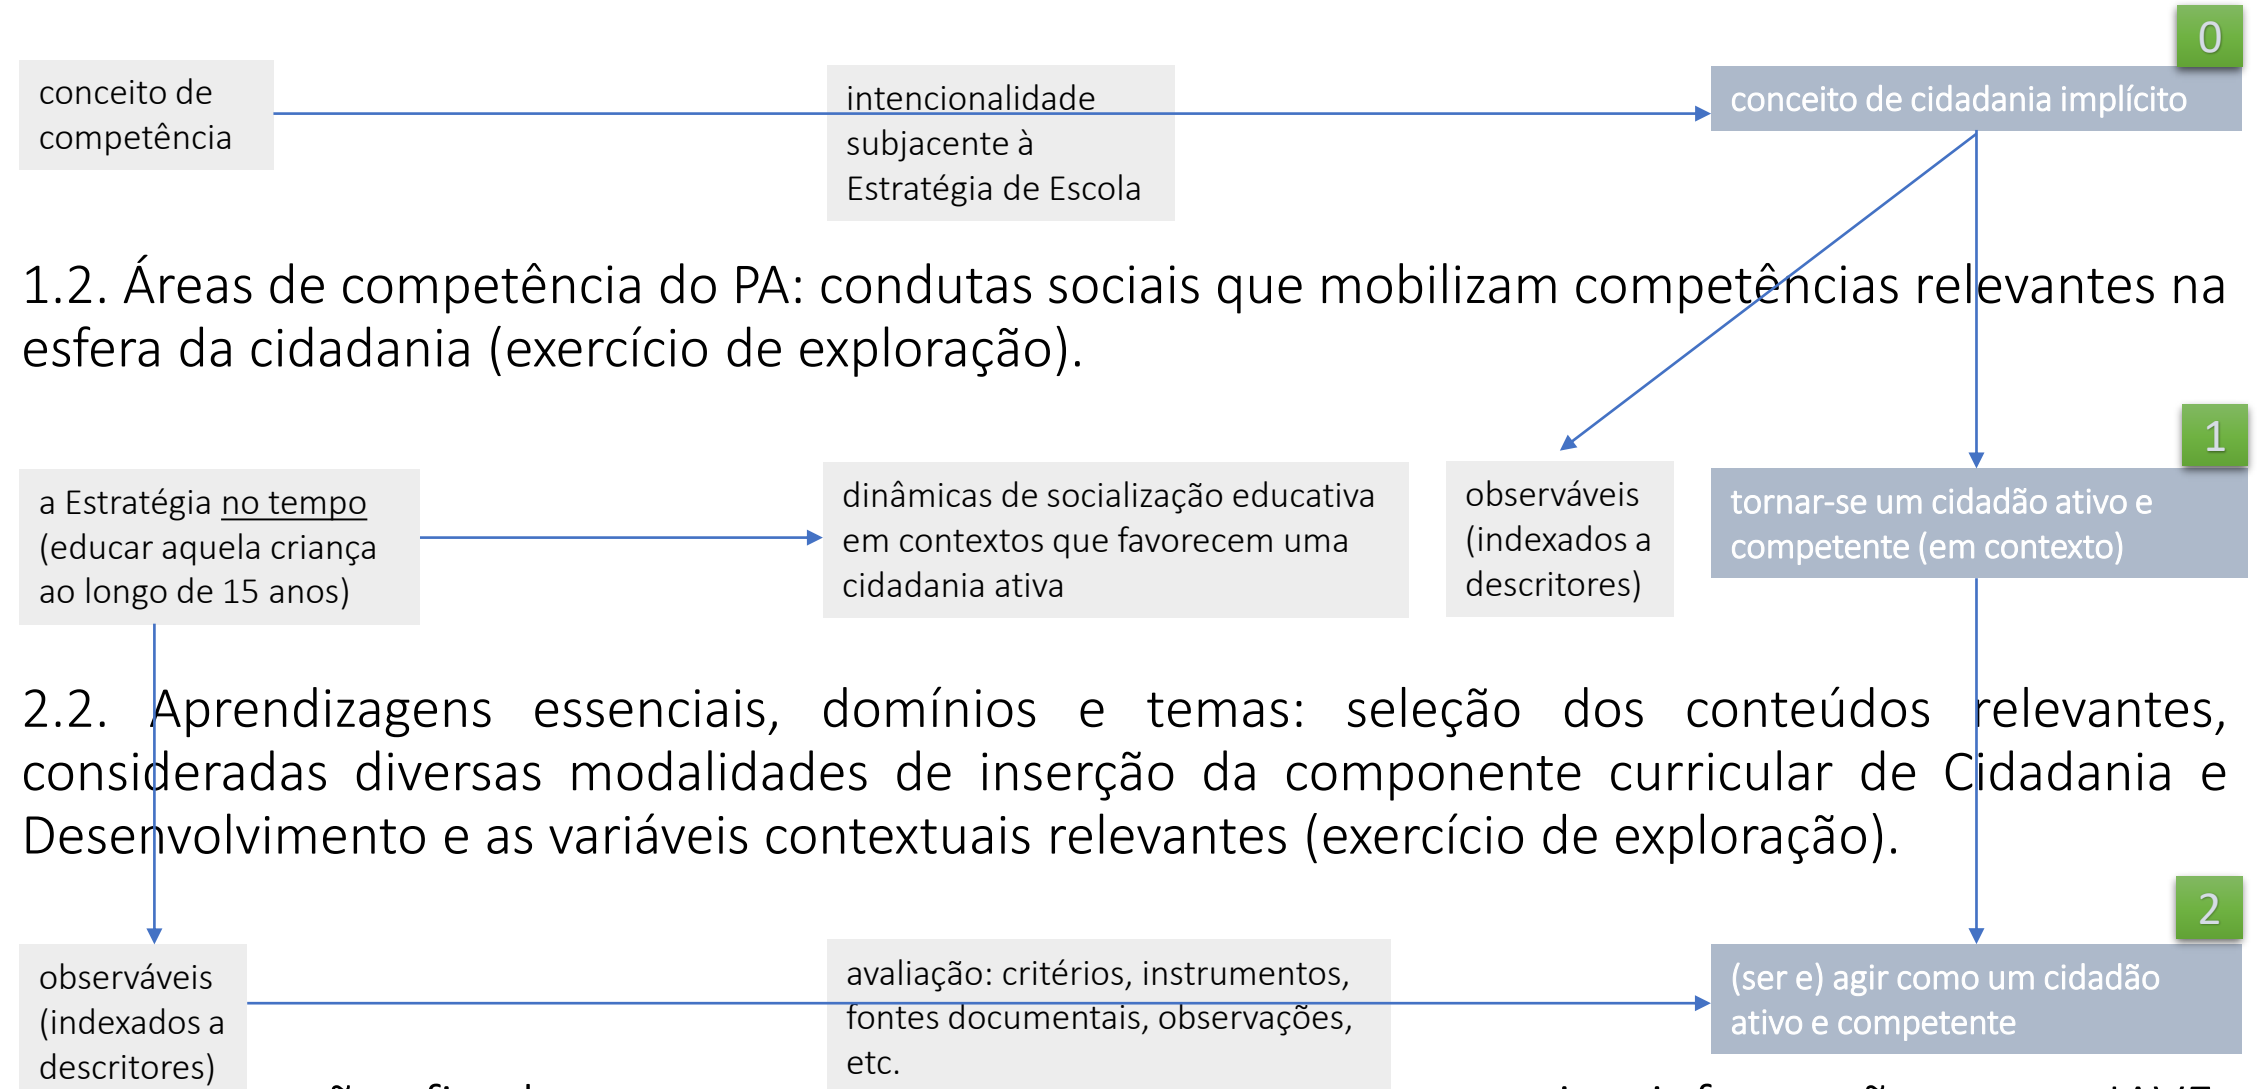 0
conceito de
competência
intencionalidade
subjacente à
Estratégia de Escola
conceito de cidadania implícito
1.2. Áreas de competência do PA: condutas sociais que mobilizam competências relevantes na
esfera da cidadania (exercício de exploração).
1
a Estratégia no tempo
(educar aquela criança
ao longo de 15 anos)
dinâmicas de socialização educativa
em contextos que favorecem uma
cidadania ativa
observáveis
(indexados a
descritores)
tornar-se um cidadão ativo e
competente (em contexto)
2.2. Aprendizagens essenciais, domínios e temas: seleção dos conteúdos relevantes,
consideradas diversas modalidades de inserção da componente curricular de Cidadania e
Desenvolvimento e as variáveis contextuais relevantes (exercício de exploração).
2
observáveis
(indexados a
descritores)
avaliação: critérios, instrumentos,
fontes documentais, observações,
etc.
(ser e) agir como um cidadão
ativo e competente